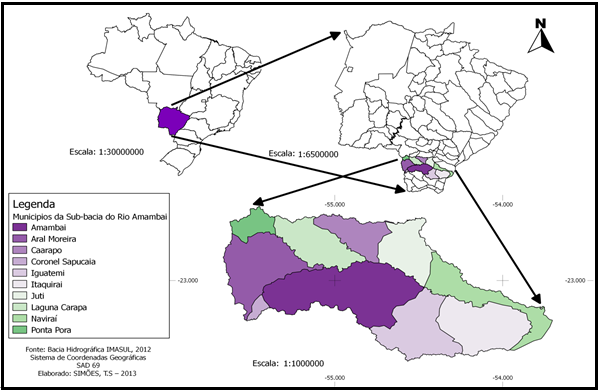 N
Escala: 1:30000000
Escala: 1:6500000
Legenda
Municipios da Sub-bacia do Rio Amambai
Amambai
Aral Moreira
Caarapo
Coronel Sapucaia
Iguatemi
Itaquirai
Juti
Laguna Carapa
Naviraí
Ponta Pora
-55.000
-54.000
-23.000
-23.000
-55.000
-54.000
Escala: 1:1000000
Fonte: Bacia Hidrográfica IMASUL, 2012
Sistema de Coordenadas Geográficas
SAD 69
Elaborado: SIMÕES, T.S – 2013